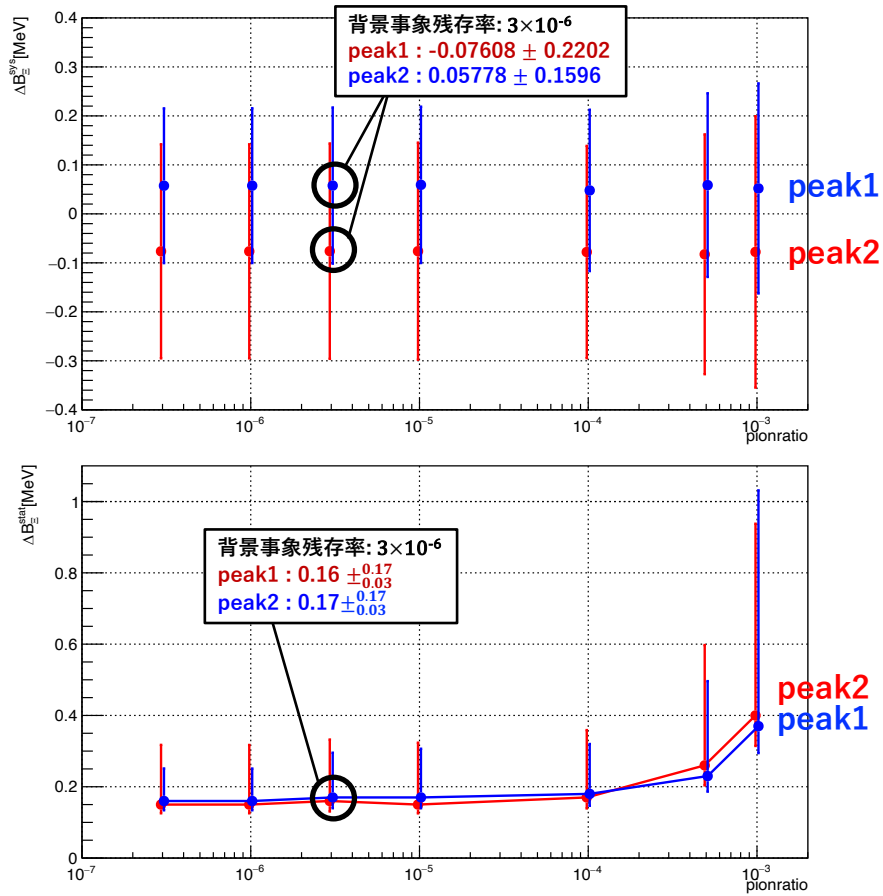 ΔB_Ξ^sys[MeV]
0.4
0.3
0.2
0.1
0
−0.1
−0.2
−0.3
−0.4
背景事象残存率: 3×10⁻⁶
peak1 : -0.07608 ± 0.2202
peak2 : 0.05778 ± 0.1596
peak1
peak2
10⁻⁷ 10⁻⁶ 10⁻⁵ 10⁻⁴ 10⁻³
pionratio
ΔB_Ξ^stat[MeV]
1
0.8
0.6
0.4
0.2
0
背景事象残存率: 3×10⁻⁶
peak1 : 0.16 ±^0.17_0.03
peak2 : 0.17±^0.17_0.03
peak2
peak1
10⁻⁷ 10⁻⁶ 10⁻⁵ 10⁻⁴ 10⁻³
pionratio